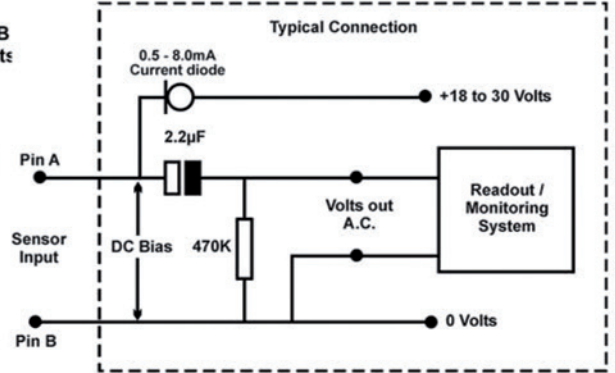 B
Typical Connection
0.5 - 8.0mA
Current diode
+18 to 30 Volts
2.2µF
Pin A
Volts out
A.C.
Readout /
Monitoring
System
Sensor
Input
DC Bias
470K
0 Volts
Pin B